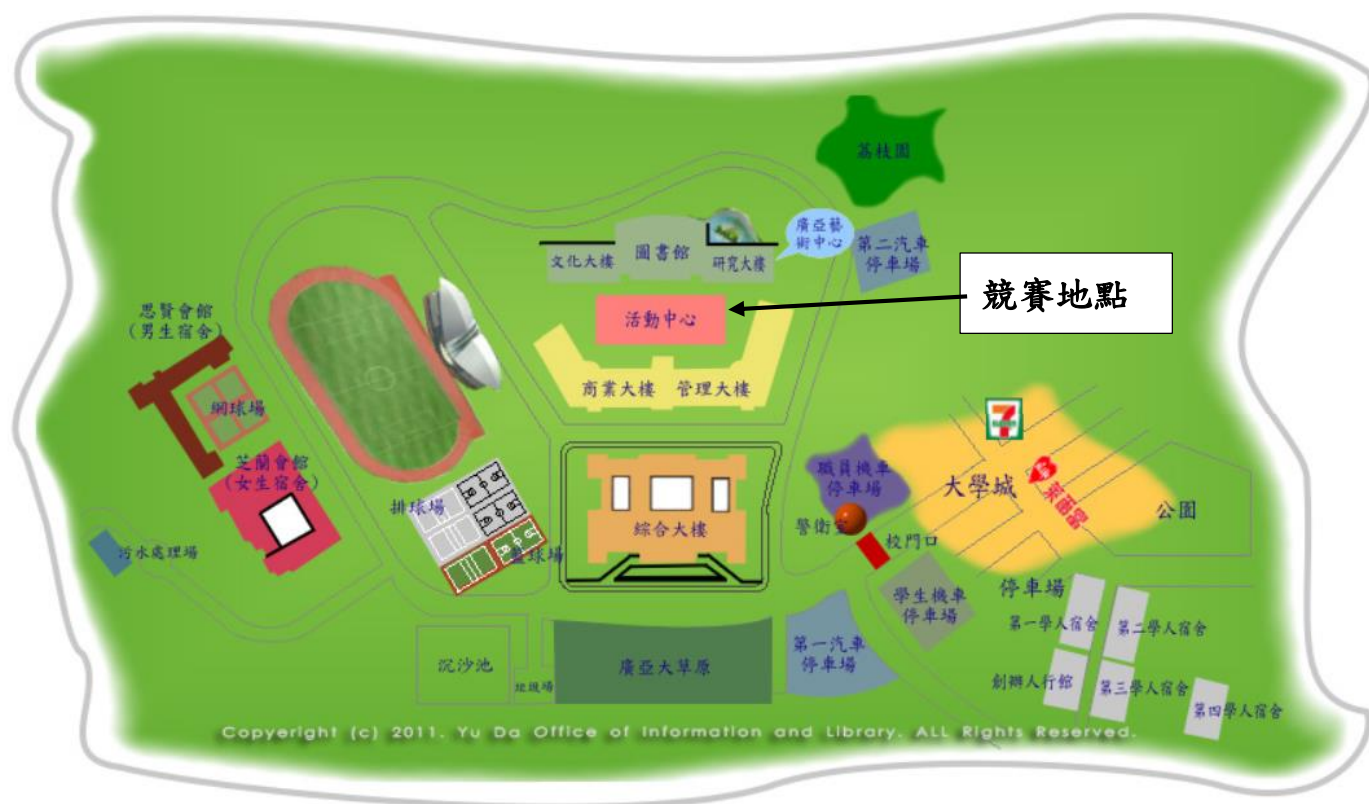 荔枝園
廣亞藝
術中心
第二汽車
停車場
文化大樓
圖書館
研究大樓
競賽地點
活動中心
思賢會館
(男生宿舍)
網球場
商業大樓
管理大樓
芝蘭會館
(女生宿舍)
7
職員機車
停車場
大學城
萊爾富
公園
排球場
籃球場
綜合大樓
警衛室
校門口
污水處理場
學生機車
停車場
停車場
第一學人宿舍
第二學人宿舍
沉沙池
垃圾場
廣亞大草原
第一汽車
停車場
創辦人行館
第三學人宿舍
第四學人宿舍
Copyeright (c) 2011. Yu Da Office of Information and Library. ALL Rights Reserved.